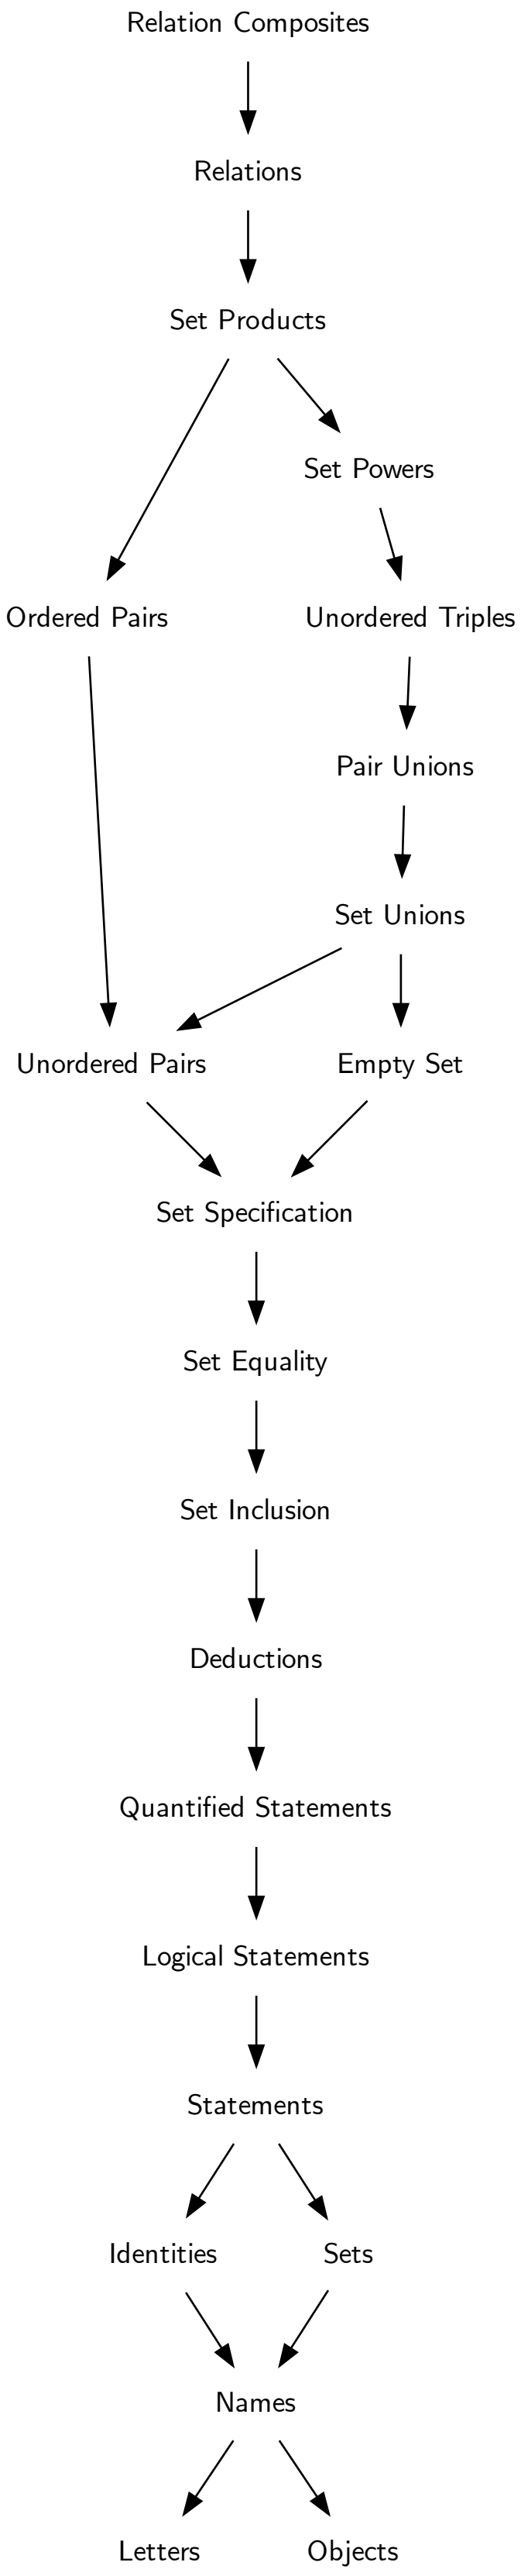 Relation Composites
Relations
Set Products
Set Powers
Ordered Pairs
Unordered Triples
Pair Unions
Set Unions
Unordered Pairs
Empty Set
Set Specification
Set Equality
Set Inclusion
Deductions
Quantified Statements
Logical Statements
Statements
Identities
Sets
Names
Letters
Objects